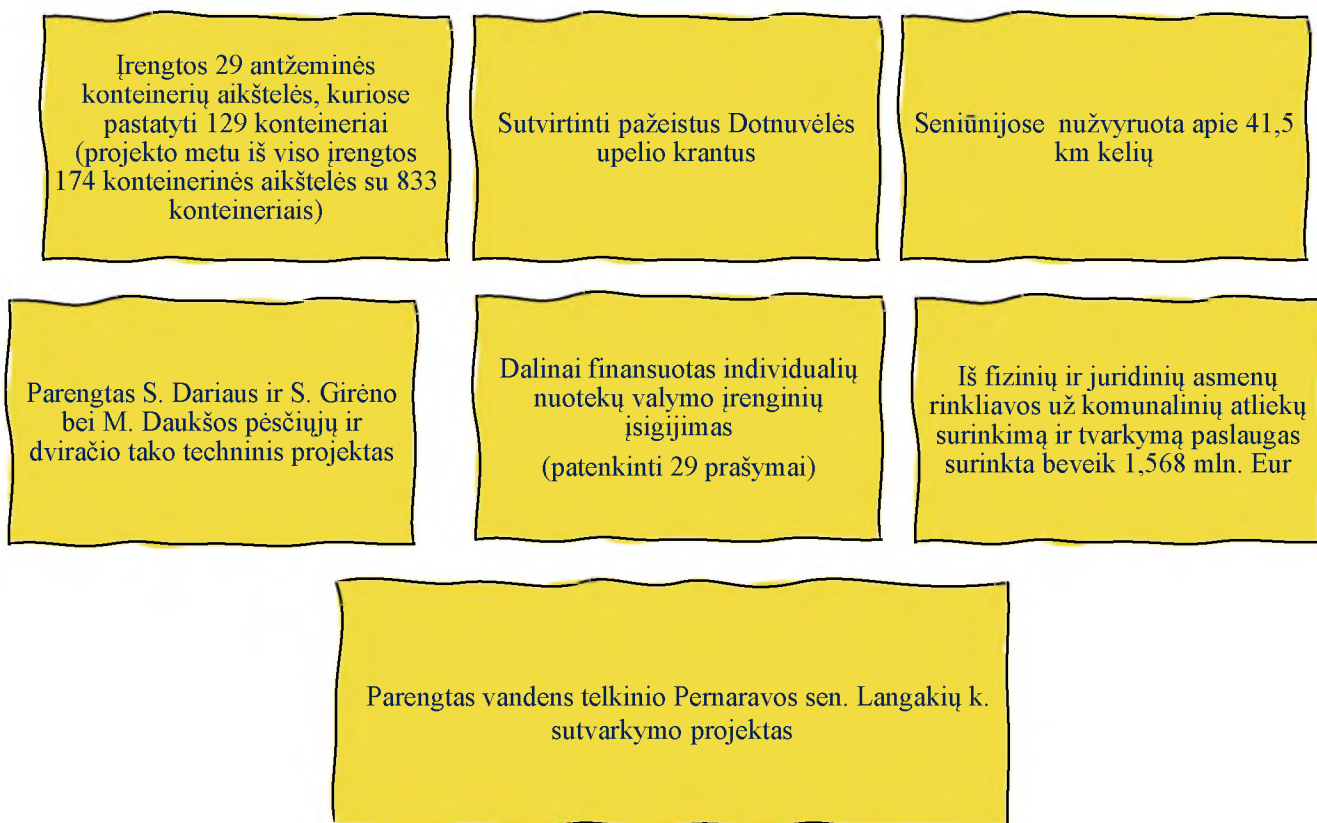 Įrengtos 29 antžeminės
konteinerių aikštelės, kuriose
pastatyti 129 konteineriai
(projekto metu iš viso įrengtos
174 konteinerinės aikštelės su 833
konteineriais)
Sutvirtinti pažeistus Dotnuvėlės
upelio krantus
Seniūnijose nužvyruota apie 41,5
km kelių
Parengtas S. Dariaus ir S. Girėno
bei M. Daukšos pėsčiųjų ir
dviračio tako techninis projektas
Dalinai finansuotas individualių
nuotekų valymo įrenginių
įsigijimas
(patenkinti 29 prašymai)
Iš fizinių ir juridinių asmenų
rinkliavos už komunalinių atliekų
surinkimą ir tvarkymą paslaugas
surinkta beveik 1,568 mln. Eur
Parengtas vandens telkinio Pernaravos sen. Langakių k.
sutvarkymo projektas